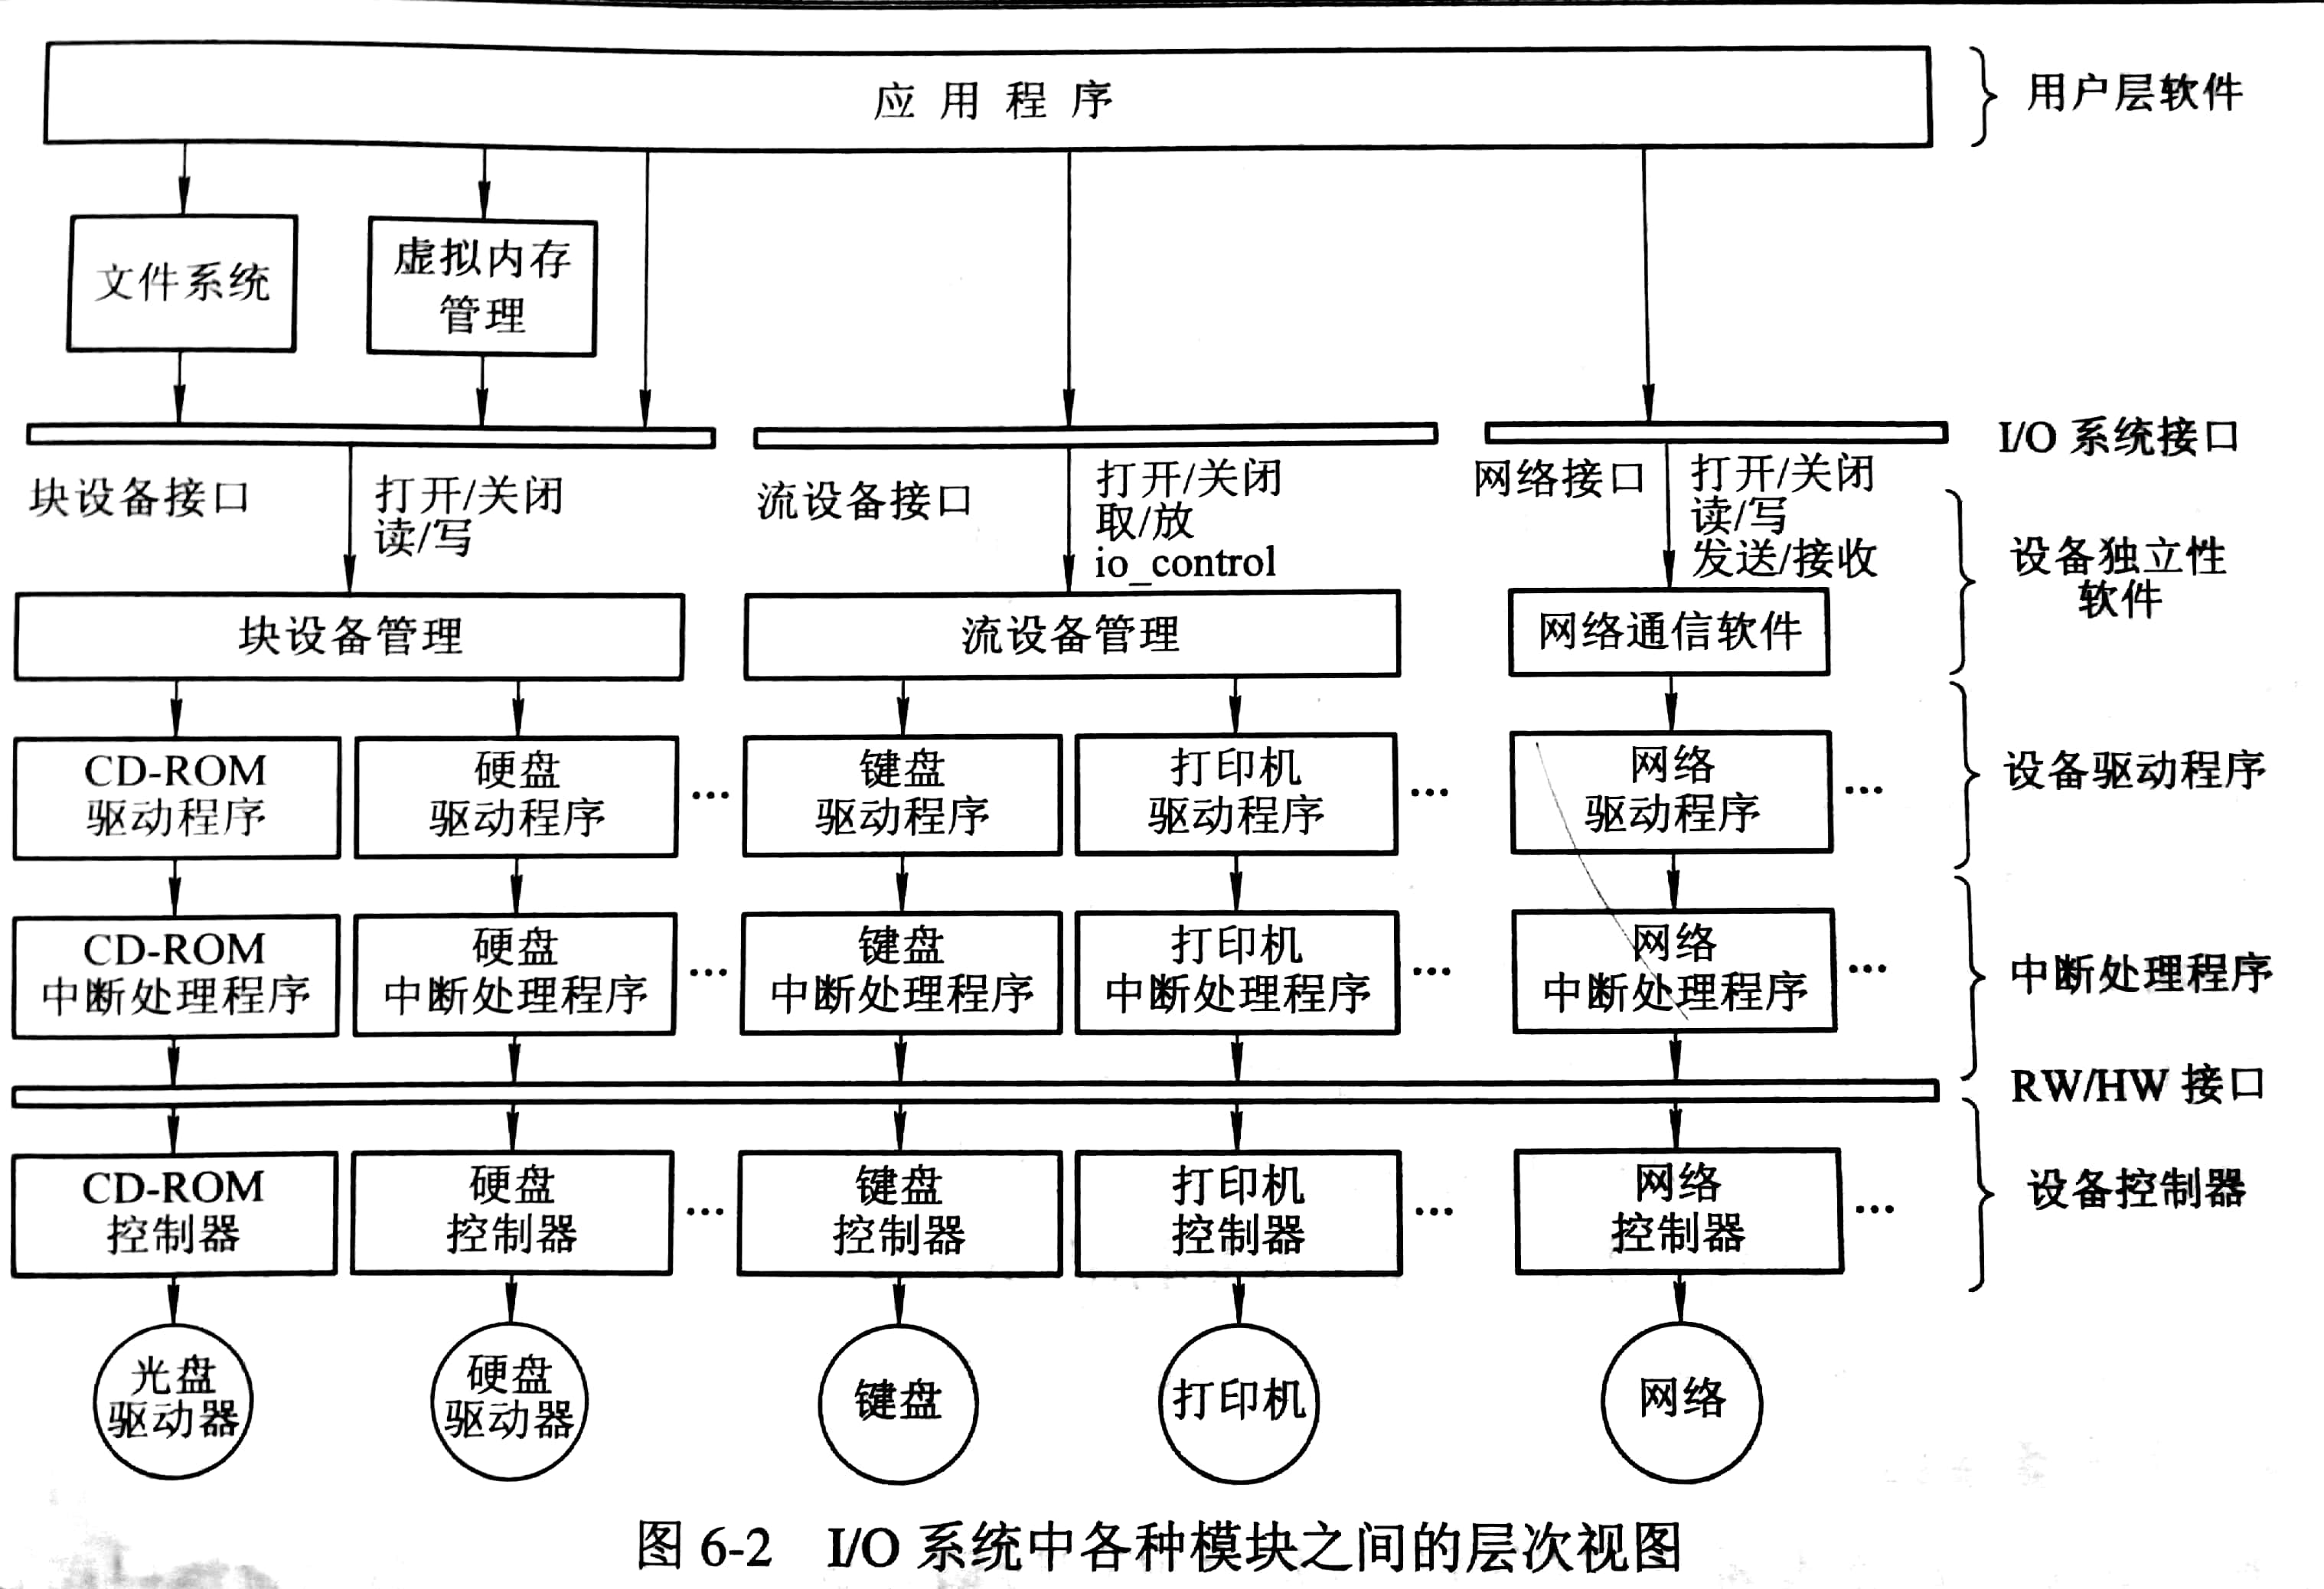 应 用 程 序
用户层软件
文件系统
虚拟内存
管理
I/O 系统接口
块设备接口
打开/关闭
读/写
流设备接口
打开/关闭
取/放
io_control
网络接口
打开/关闭
读/写
发送/接收
设备独立性
软件
块设备管理
流设备管理
网络通信软件
CD-ROM
驱动程序
硬盘
驱动程序
...
键盘
驱动程序
打印机
驱动程序
...
网络
驱动程序
...
设备驱动程序
CD-ROM
中断处理程序
硬盘
中断处理程序
...
键盘
中断处理程序
打印机
中断处理程序
...
网络
中断处理程序
...
中断处理程序
RW/HW 接口
CD-ROM
控制器
硬盘
控制器
...
键盘
控制器
打印机
控制器
...
网络
控制器
...
设备控制器
光盘
驱动器
硬盘
驱动器
键盘
打印机
网络
图 6-2 I/O 系统中各种模块之间的层次视图